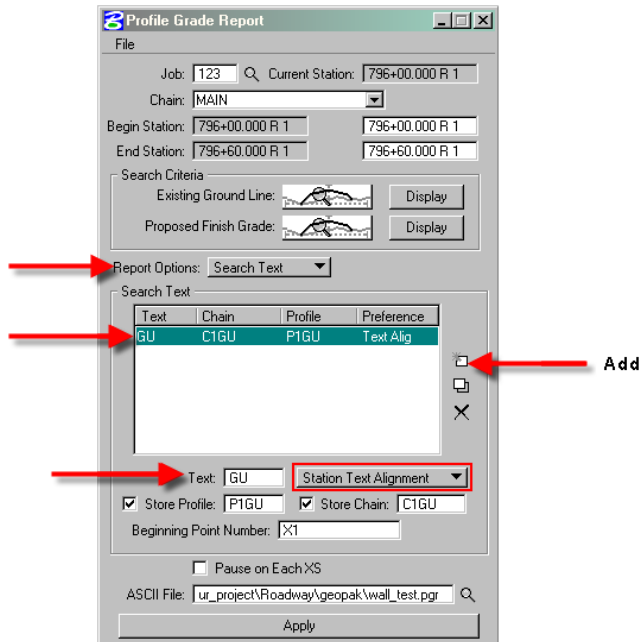 Profile Grade Report
File
Job: 123 Current Station: 796+00.000 R 1
Chain: MAIN
Begin Station: 796+00.000 R 1 796+00.000 R 1
End Station: 796+60.000 R 1 796+60.000 R 1
Search Criteria
Existing Ground Line: Display
Proposed Finish Grade: Display
Report Options: Search Text
Search Text
Text Chain Profile Preference
GU C1GU P1GU Text Alig
Add
Text: GU Station Text Alignment
Store Profile: P1GU Store Chain: C1GU
Beginning Point Number: X1
Pause on Each XS
ASCII File: ur_project\Roadway\geopak\wall_test.pgr
Apply